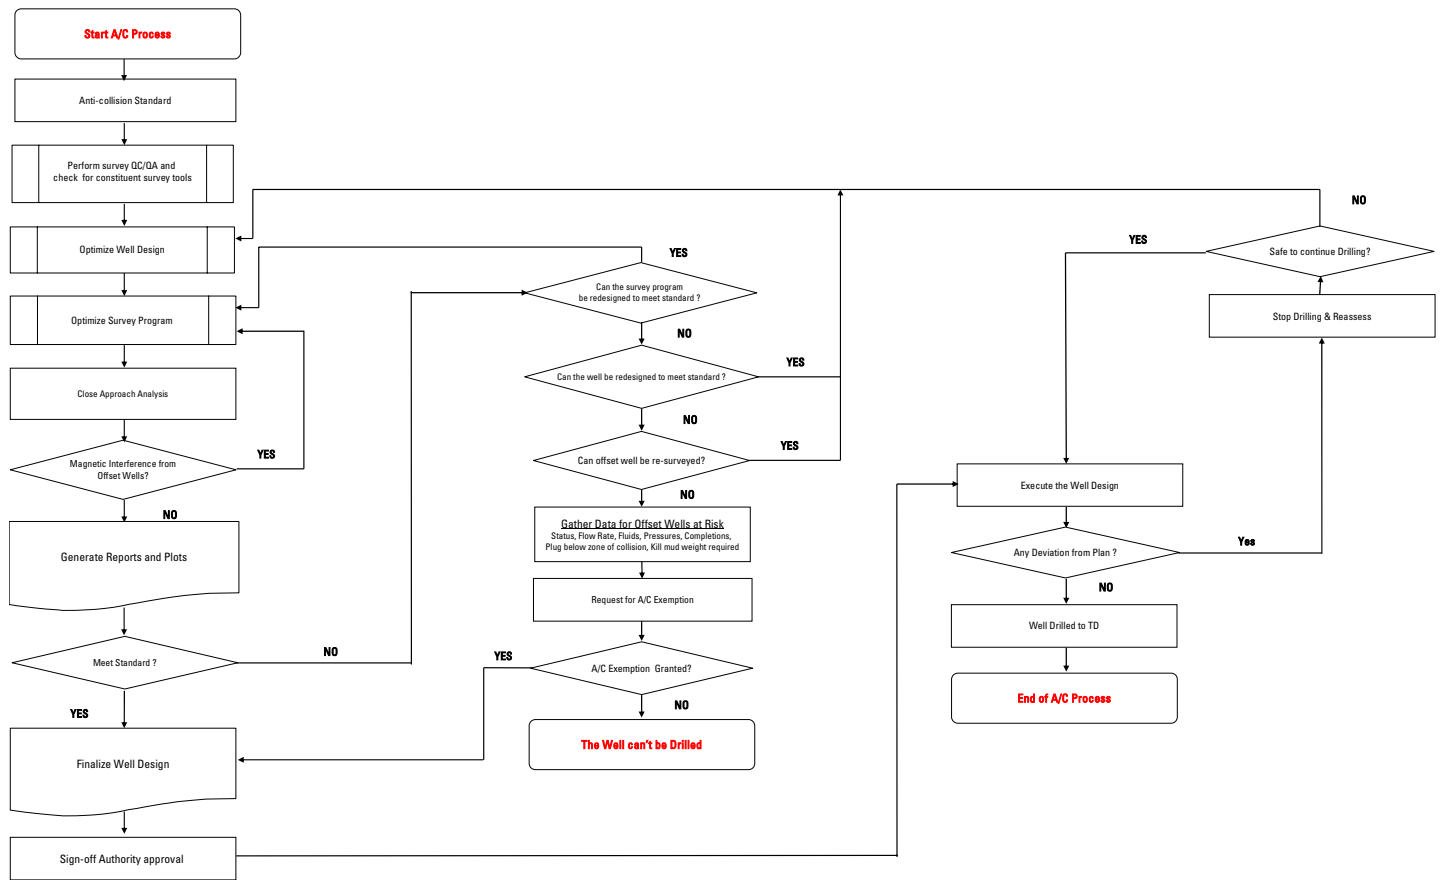 Start A/C Process
Anti-collision Standard
Perform survey QC/QA and
check for constituent survey tools
Optimize Well Design
Optimize Survey Program
Close Approach Analysis
Magnetic Interference from
Offset Wells?
YES
NO
Generate Reports and Plots
Meet Standard ?
NO
YES
Finalize Well Design
Sign-off Authority approval
YES
Can the survey program
be redesigned to meet standard ?
NO
Can the well be redesigned to meet standard ?
YES
NO
Can offset well be re-surveyed?
YES
NO
Gather Data for Offset Wells at Risk
Status, Flow Rate, Fluids, Pressures, Completions,
Plug below zone of collision, Kill mud weight required
Request for A/C Exemption
YES
A/C Exemption Granted?
NO
The Well can't be Drilled
NO
YES
Safe to continue Drilling?
Stop Drilling & Reassess
Execute the Well Design
Any Deviation from Plan ?
Yes
NO
Well Drilled to TD
End of A/C Process